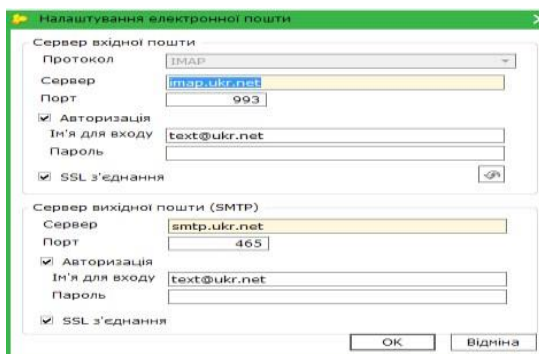 Налаштування електронної пошти
Сервер вхідної пошти
Протокол IMAP
Сервер imap.ukr.net
Порт 993
Авторизація
Ім'я для входу text@ukr.net
Пароль
SSL з'єднання
Сервер вихідної пошти (SMTP)
Сервер smtp.ukr.net
Порт 465
Авторизація
Ім'я для входу text@ukr.net
Пароль
SSL з'єднання
OK Відміна